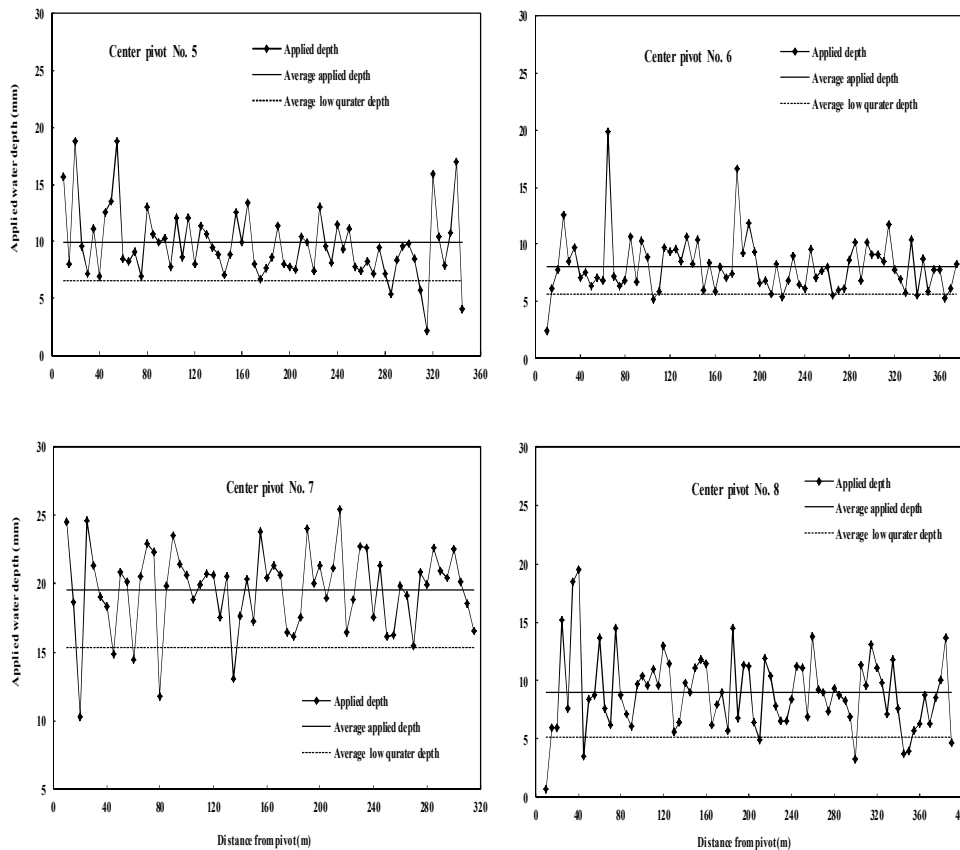 Center pivot No. 5
Applied depth
Average applied depth
Average low qurater depth
Applied water depth (mm)
30
25
20
15
10
5
0
0 40 80 120 160 200 240 280 320 360
Center pivot No. 6
Applied depth
Average applied depth
Average low qurater depth
30
25
20
15
10
5
0
0 40 80 120 160 200 240 280 320 360
Center pivot No. 7
Applied depth
Average applied depth
Average low qurater depth
Applied water depth (mm)
30
25
20
15
10
5
0 40 80 120 160 200 240 280 320
Distance from pivot (m)
Center pivot No. 8
Applied depth
Average applied depth
Average low qurater depth
30
25
20
15
10
5
0
0 40 80 120 160 200 240 280 320 360
Distance from pivot (m)